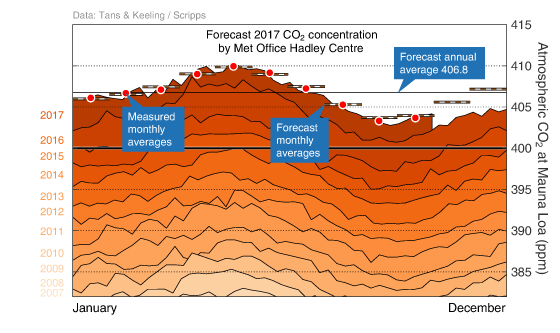 Data: Tans & Keeling / Scripps
Forecast 2017 CO₂ concentration
by Met Office Hadley Centre
Forecast annual
average 406.8
Measured
monthly
averages
Forecast
monthly
averages
415
410
405
400
395
390
385
Atmospheric CO₂ at Mauna Loa (ppm)
2017
2016
2015
2014
2013
2012
2011
2010
2009
2008
2007
January
December